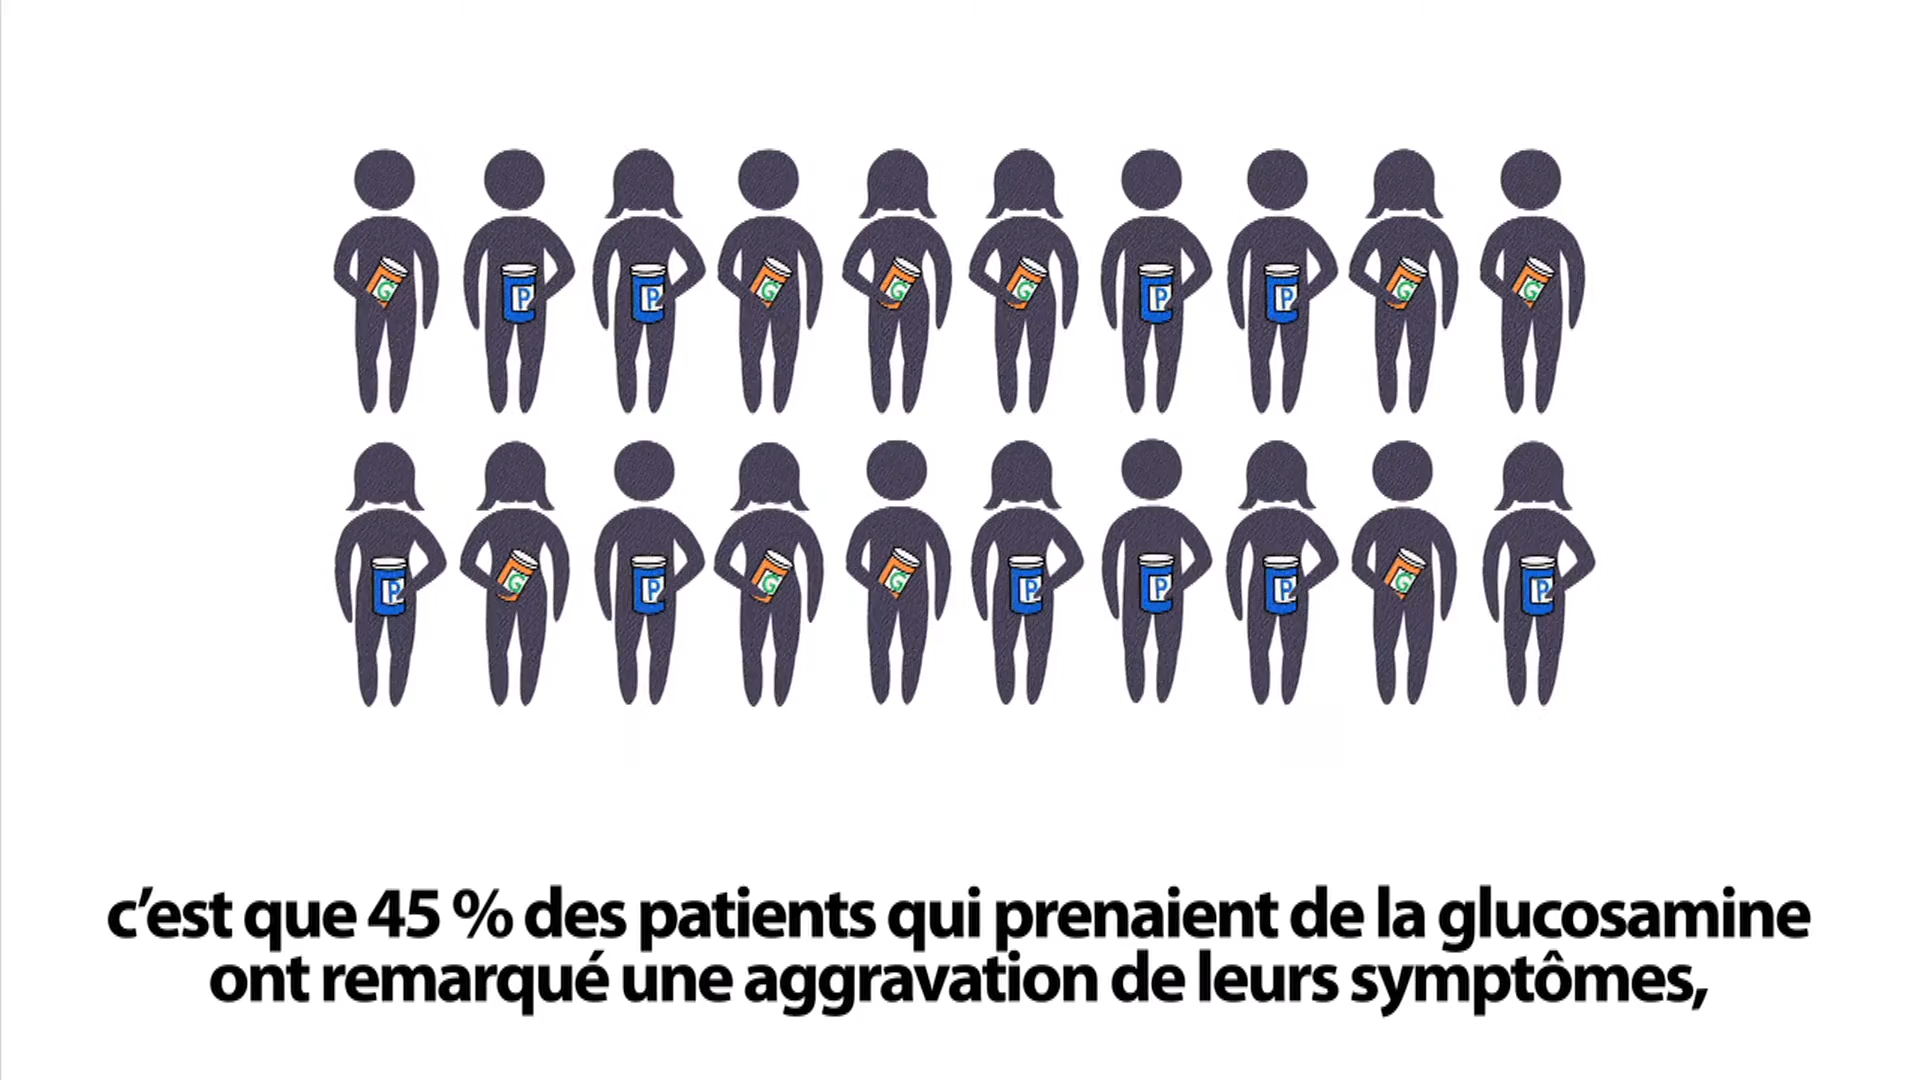 G P P G G G P P G G
P G P G G P P P G P
c’est que 45 % des patients qui prenaient de la glucosamine
ont remarqué une aggravation de leurs symptômes,